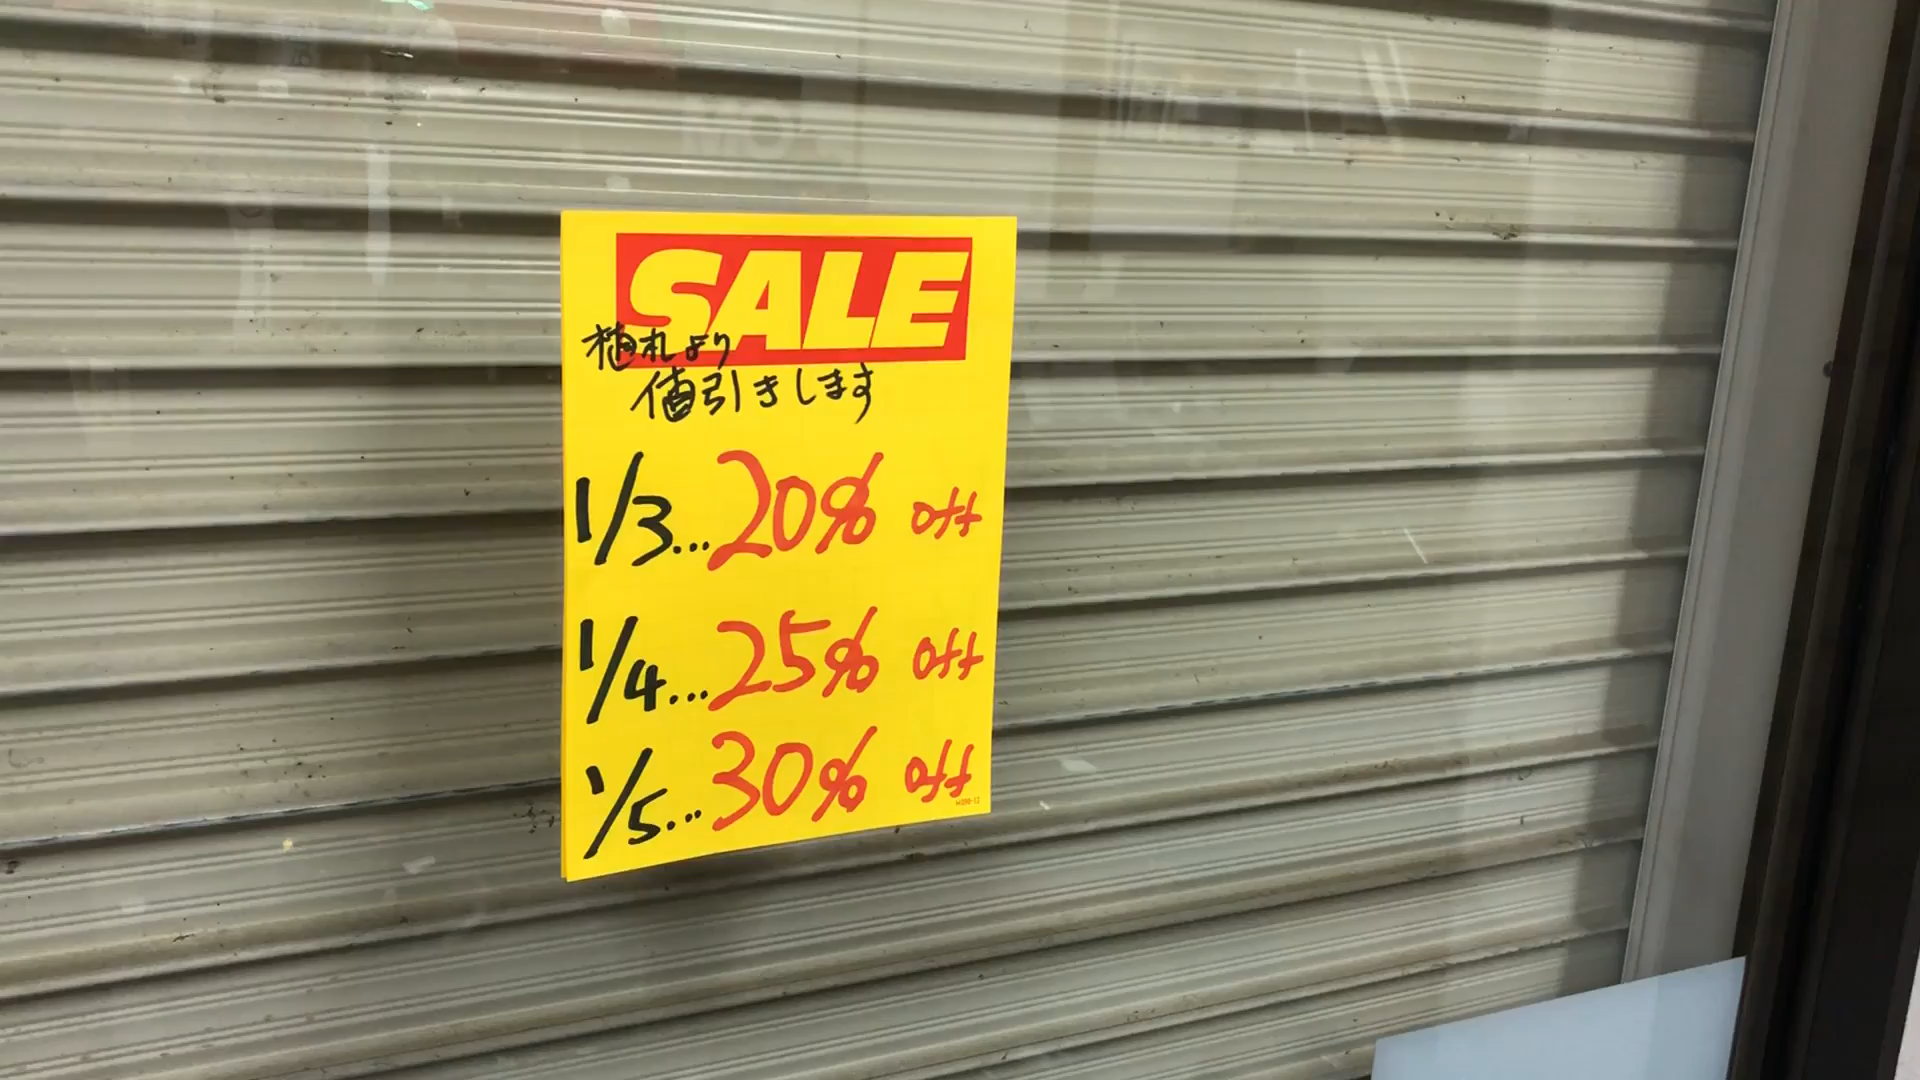 SALE
札より
値引きします
1/3...20% off
1/4...25% off
1/5...30% off